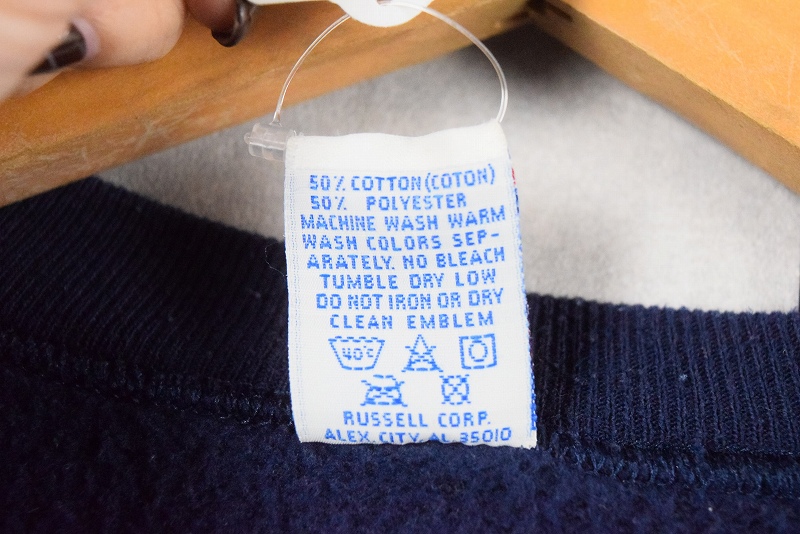 50% COTTON(COTON)
50% POLYESTER
MACHINE WASH WARM
WASH COLORS SEP-
ARATELY. NO BLEACH
TUMBLE DRY LOW
DO NOT IRON OR DRY
CLEAN EMBLEM
40°C
RUSSELL CORP.
ALEX. CITY, AL 35010